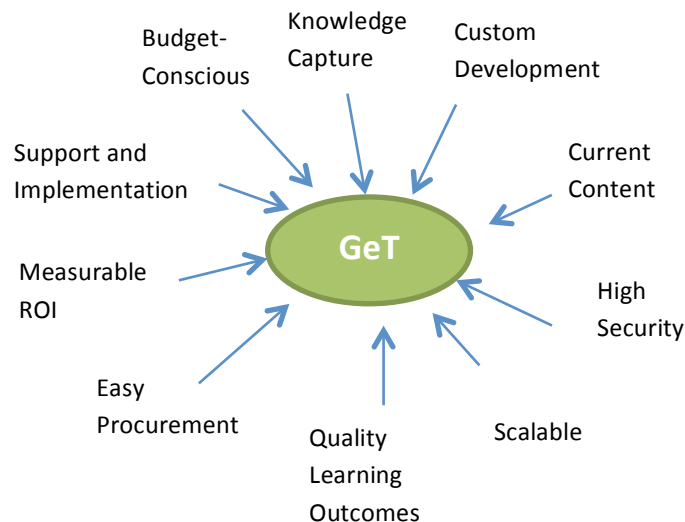 Budget-
Conscious
Knowledge
Capture
Custom
Development
Support and
Implementation
Current
Content
GeT
Measurable
ROI
High
Security
Easy
Procurement
Quality
Learning
Outcomes
Scalable